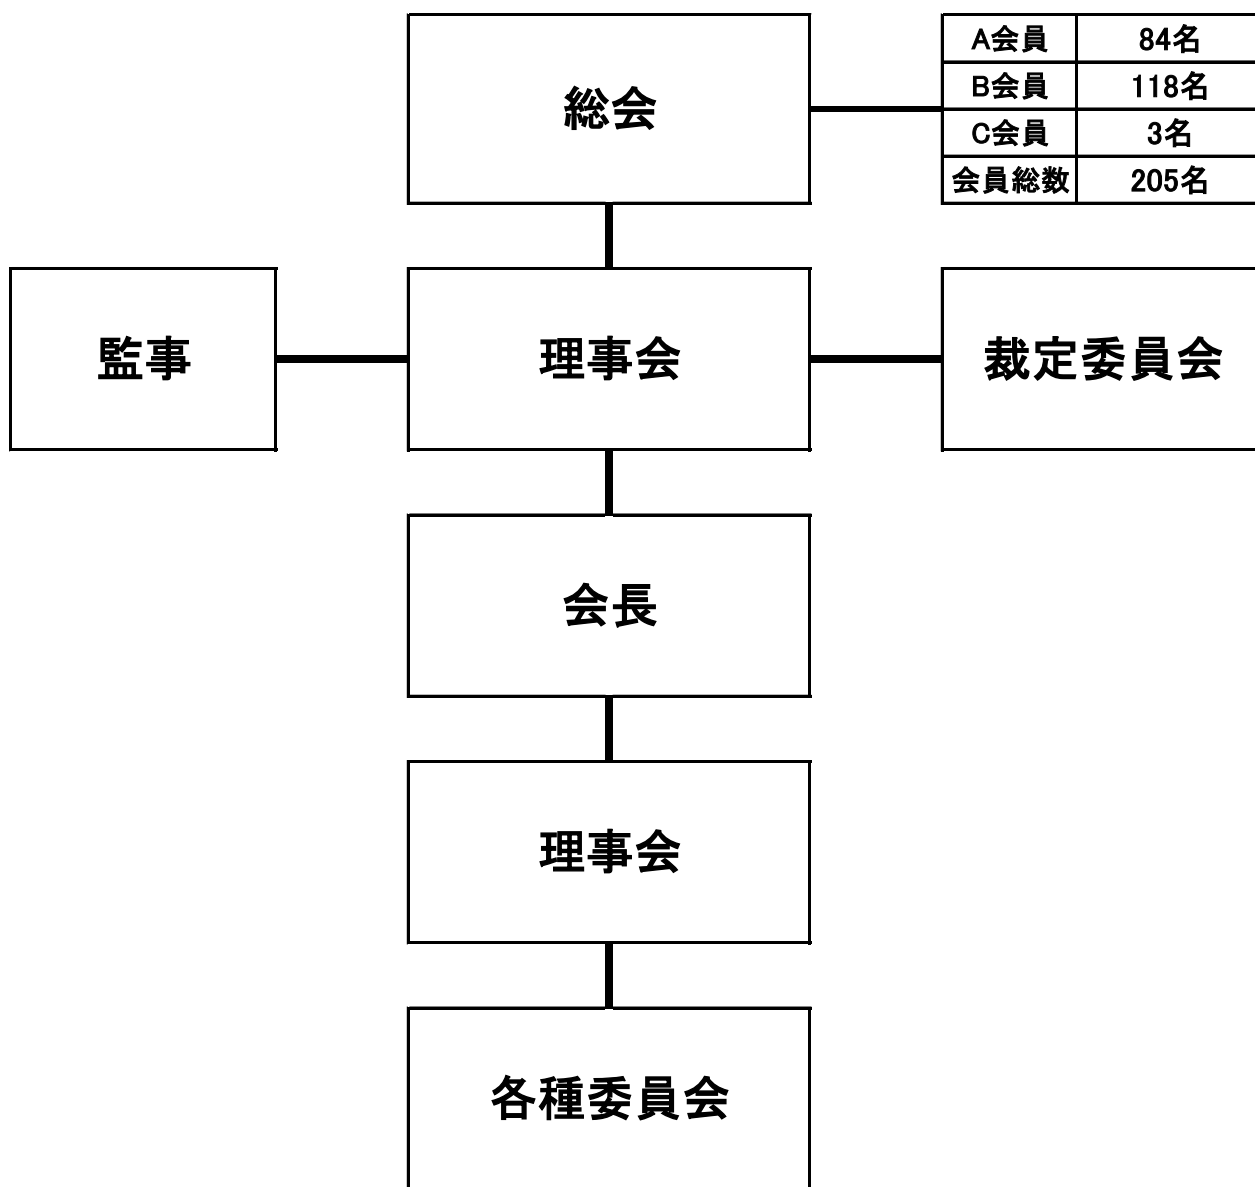 総会
A会員 84名
B会員 118名
C会員 3名
会員総数 205名
監事
理事会
裁定委員会
会長
理事会
各種委員会